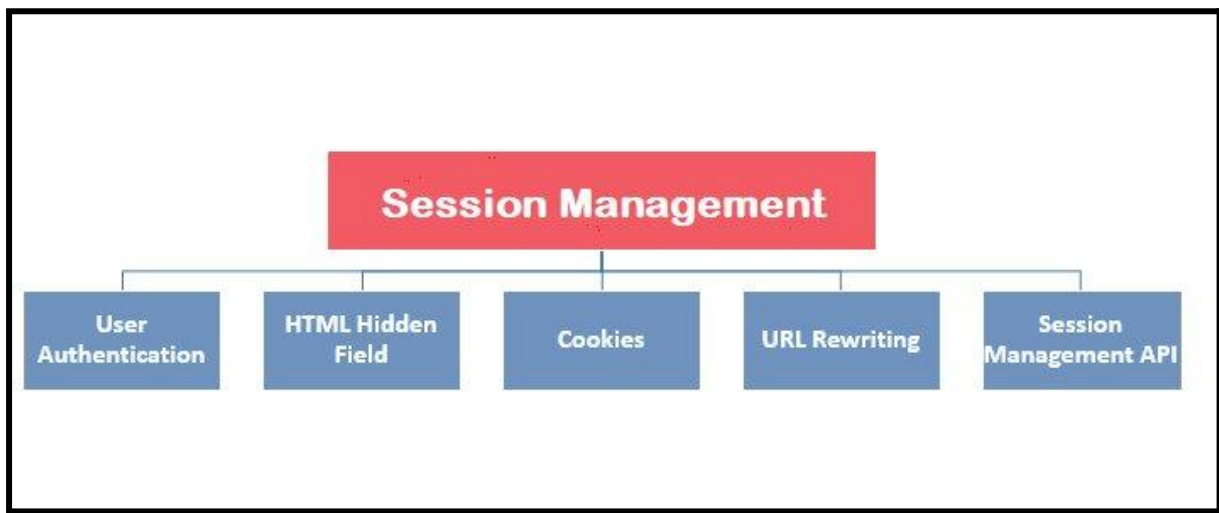 Session Management
User
Authentication
HTML Hidden
Field
Cookies
URL Rewriting
Session
Management API